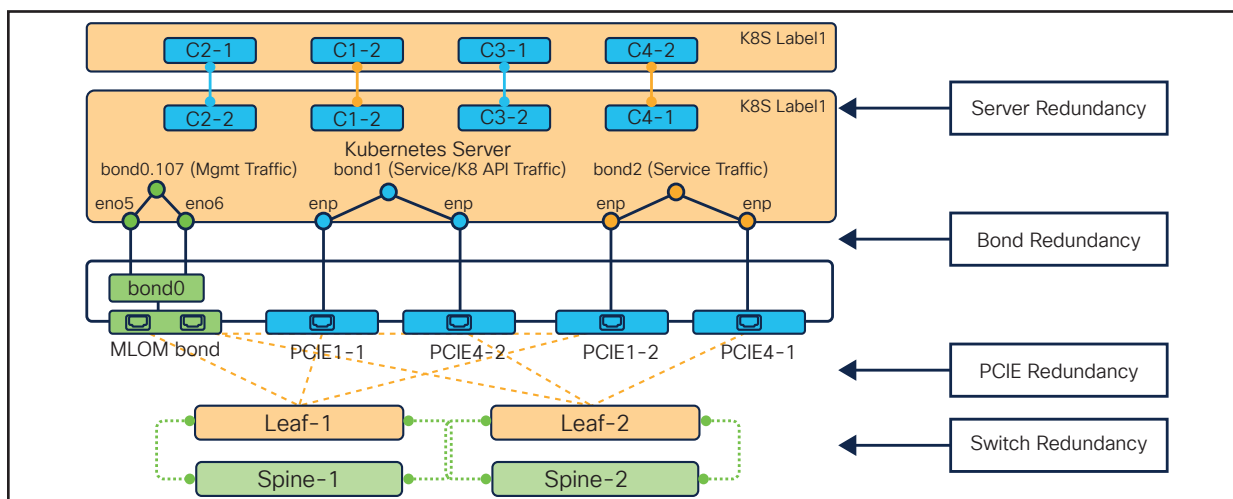 K8S Label1
C2-1
C1-2
C3-1
C4-2
K8S Label1
Server Redundancy
C2-2
C1-2
C3-2
C4-1
Kubernetes Server
bond0.107 (Mgmt Traffic)
bond1 (Service/K8 API Traffic)
bond2 (Service Traffic)
eno5
eno6
enp
enp
enp
enp
Bond Redundancy
bond0
MLOM bond
PCIE1-1
PCIE4-2
PCIE1-2
PCIE4-1
PCIE Redundancy
Leaf-1
Leaf-2
Switch Redundancy
Spine-1
Spine-2